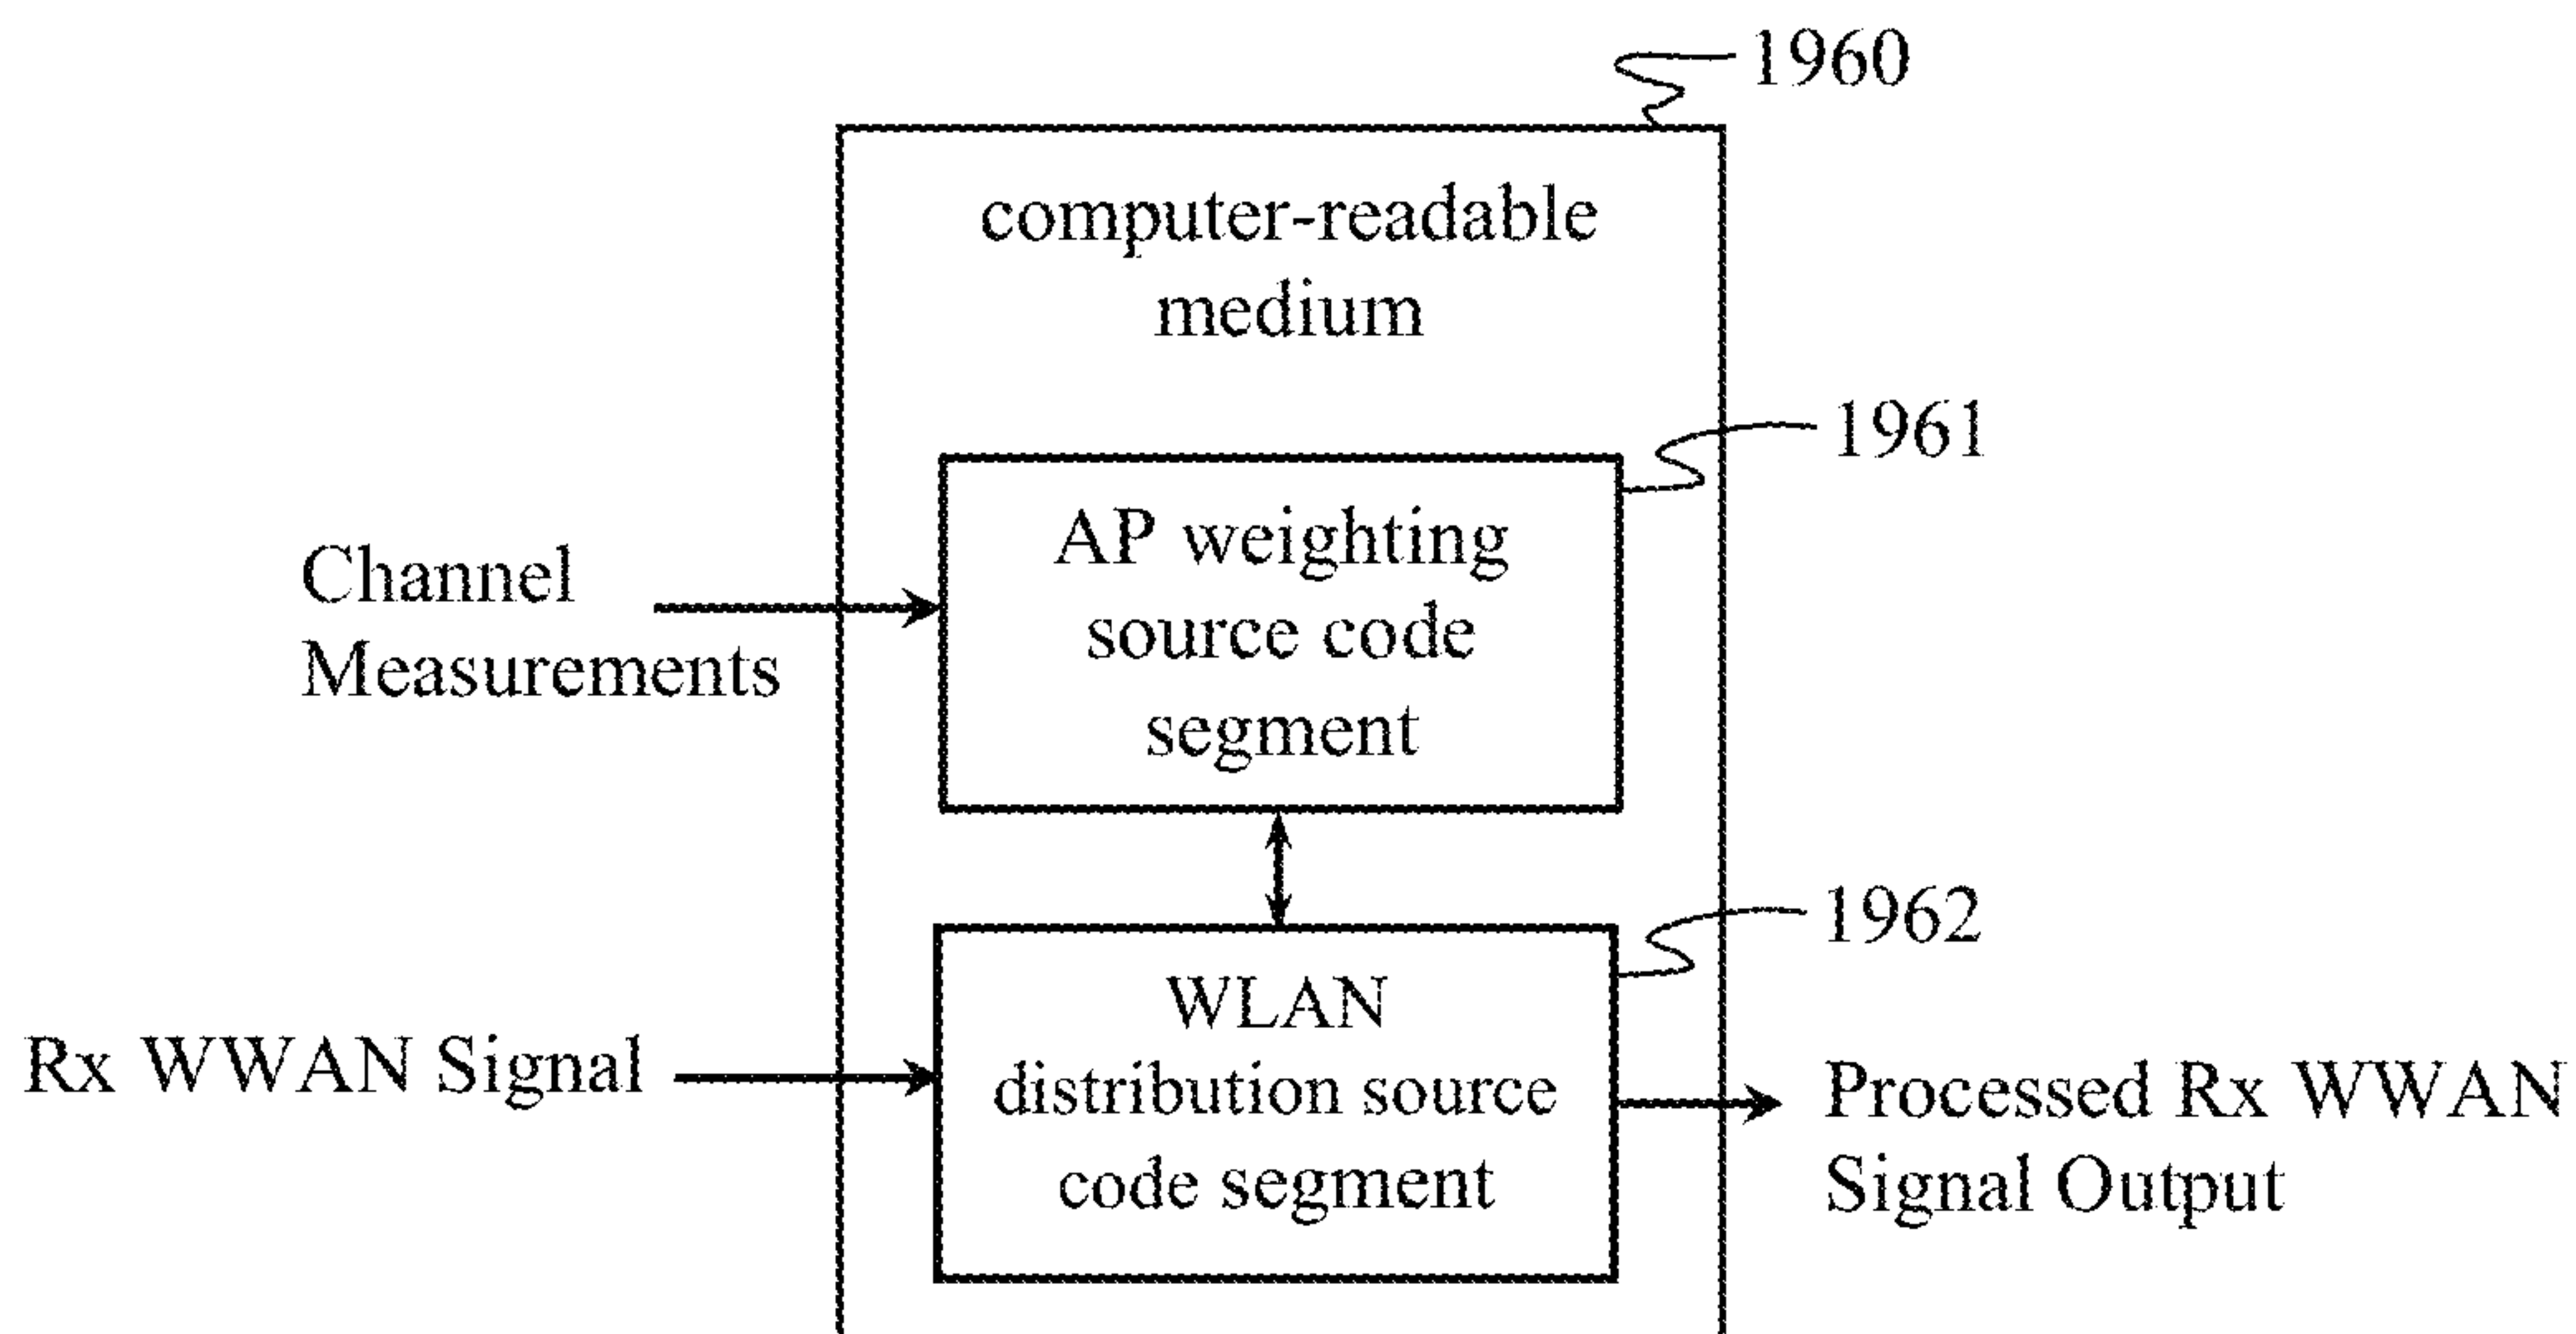 1960
computer-readable
medium
1961
AP weighting
source code
segment
Channel
Measurements
1962
WLAN
distribution source
code segment
Rx WWAN Signal
Processed Rx WWAN
Signal Output